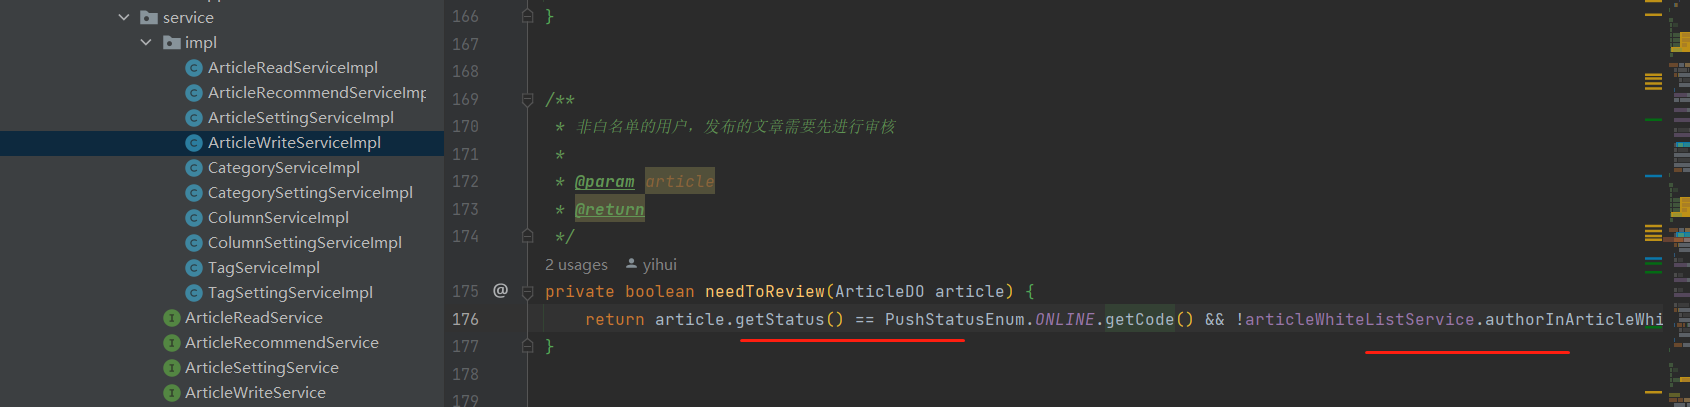 service
impl
ArticleReadServiceImpl
ArticleRecommendServiceImp
ArticleSettingServiceImpl
ArticleWriteServiceImpl
CategoryServiceImpl
CategorySettingServiceImpl
ColumnServiceImpl
ColumnSettingServiceImpl
TagServiceImpl
TagSettingServiceImpl
ArticleReadService
ArticleRecommendService
ArticleSettingService
ArticleWriteService
166 }
167
168
169 /**
170 * 非白名单的用户，发布的文章需要先进行审核
171 *
172 * @param article
173 * @return
174 */
2 usages yihui
175 @ private boolean needToReview(ArticleDO article) {
176 return article.getStatus() == PushStatusEnum.ONLINE.getCode() && !articleWhiteListService.authorInArticleWhi
177 }
178
179